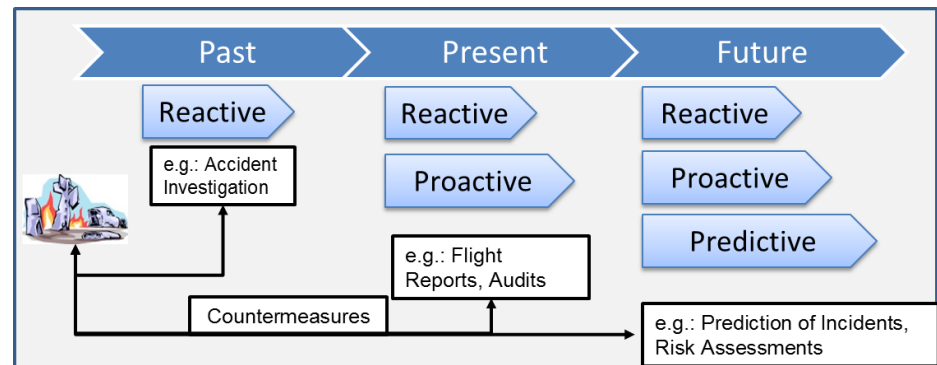 Past Present Future
Reactive Reactive Reactive
e.g.: Accident
Investigation
Proactive Proactive
Predictive
e.g.: Flight
Reports, Audits
Countermeasures
e.g.: Prediction of Incidents,
Risk Assessments